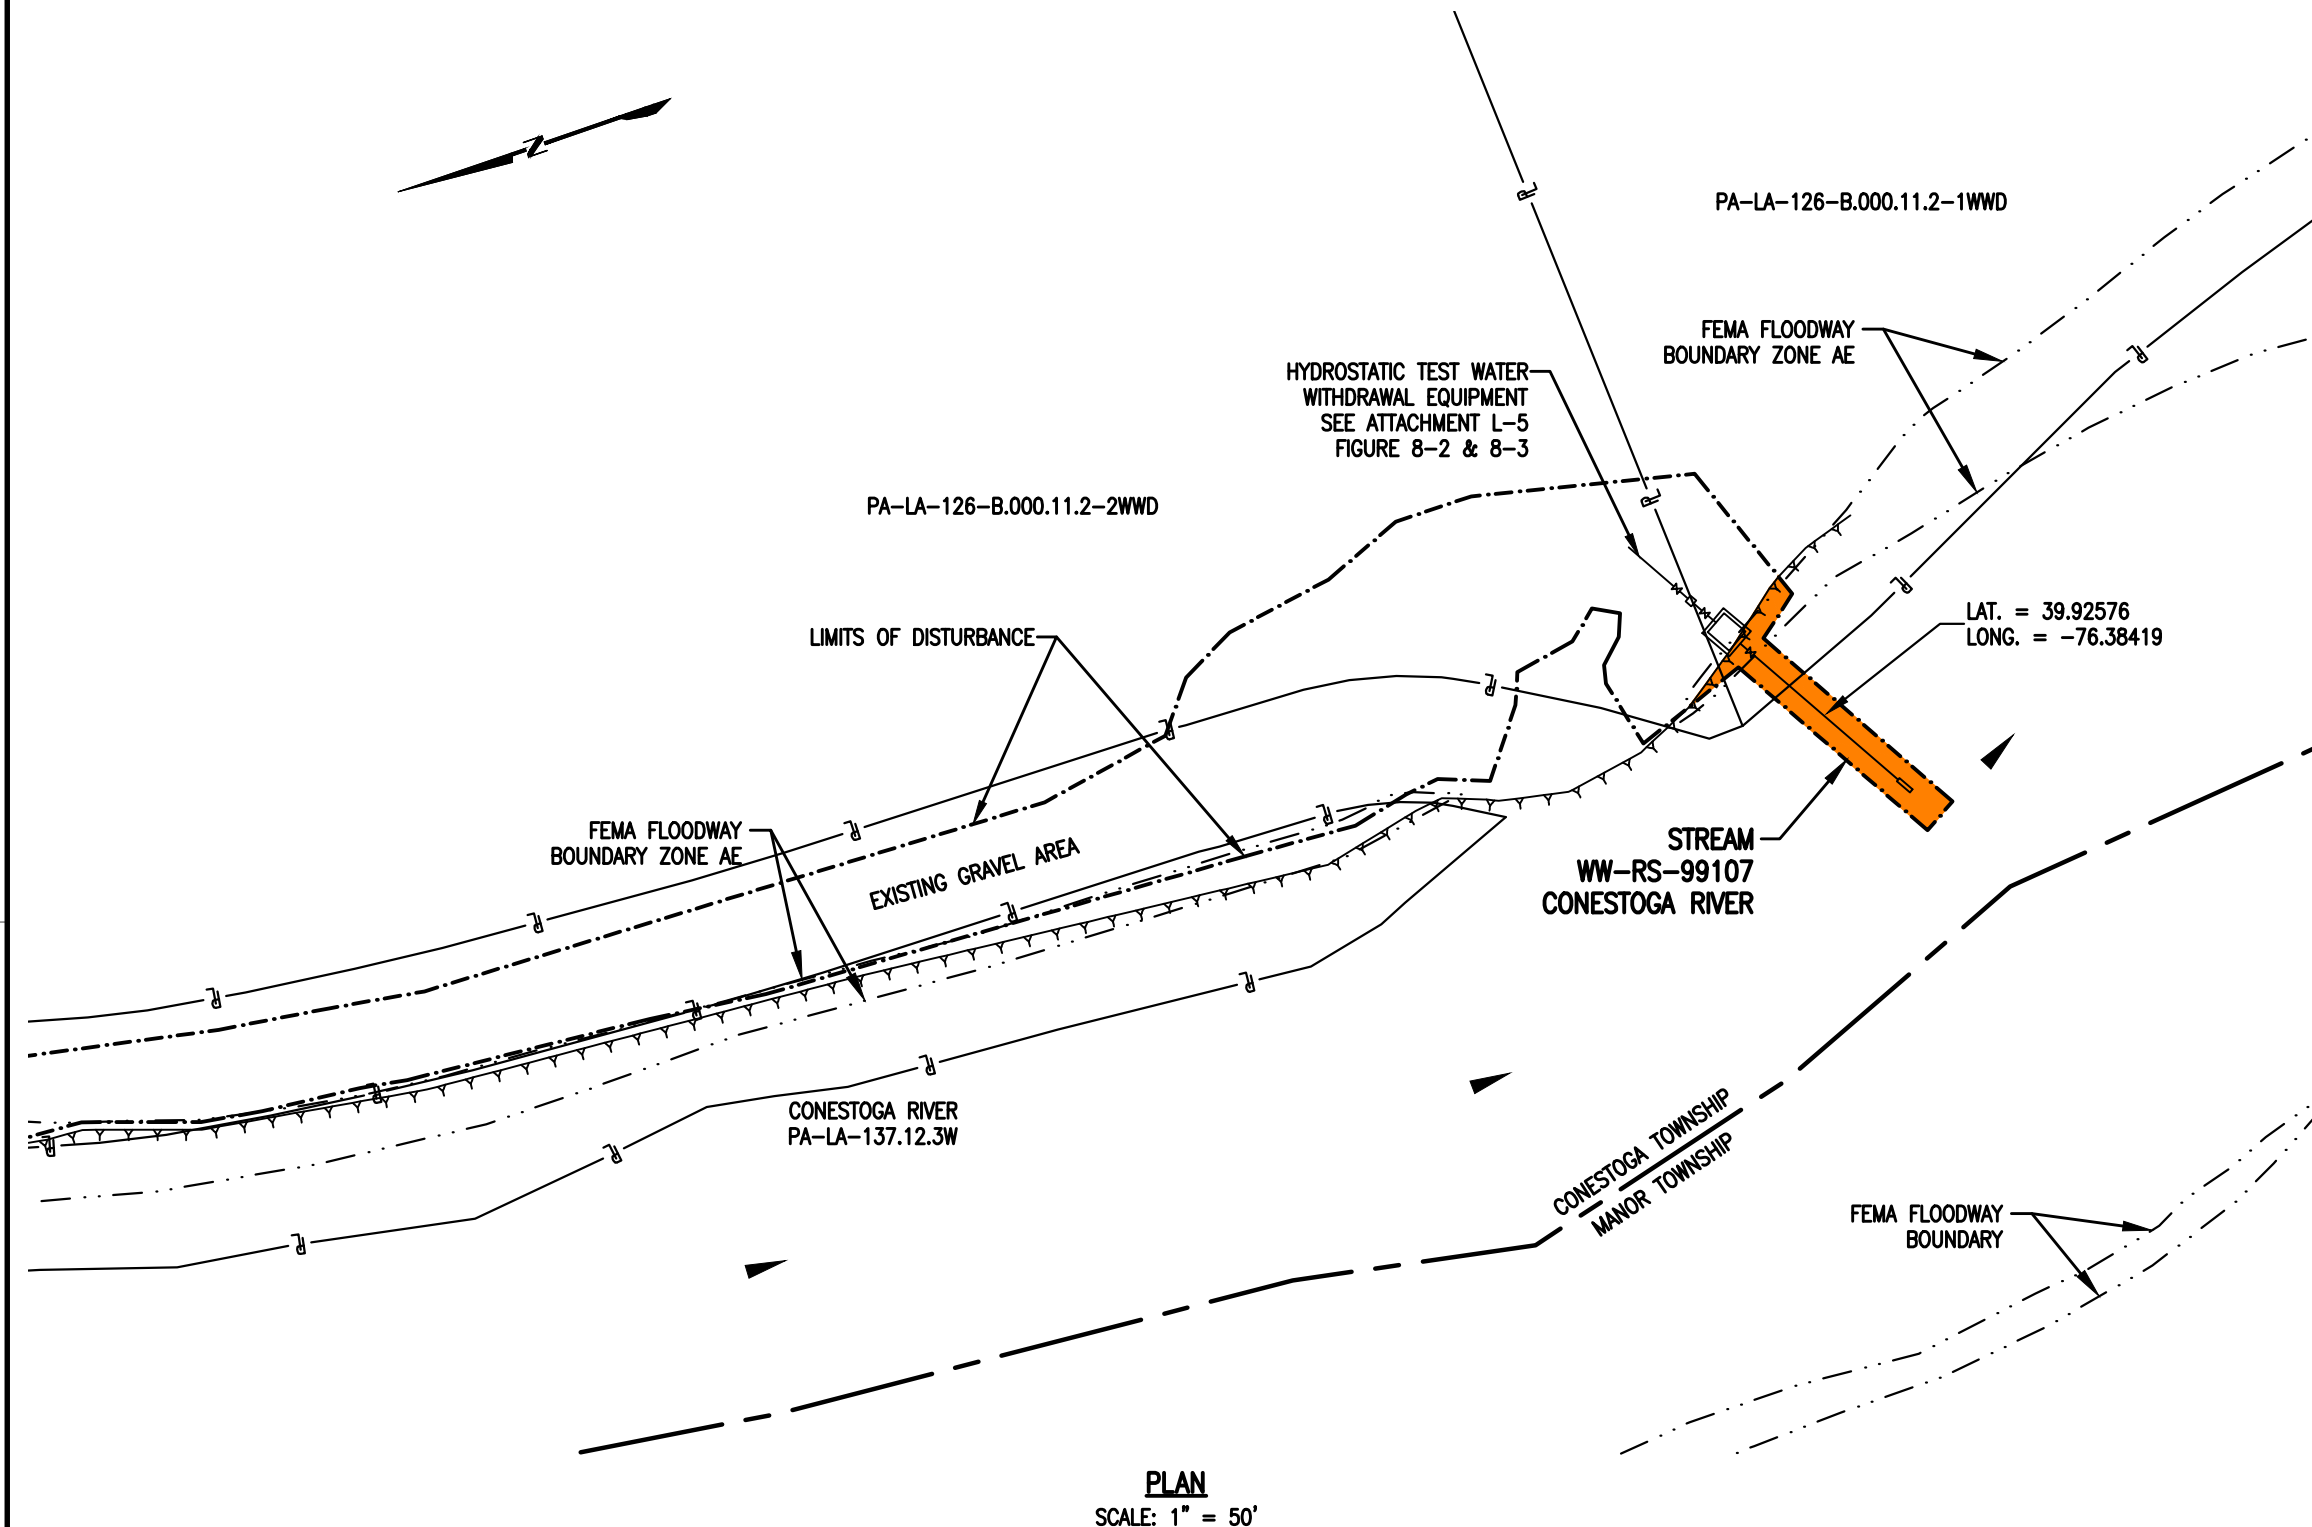 N
PA-LA-126-B.000.11.2-1WWD
FEMA FLOODWAY
BOUNDARY ZONE AE
HYDROSTATIC TEST WATER
WITHDRAWAL EQUIPMENT
SEE ATTACHMENT L-5
FIGURE 8-2 & 8-3
PA-LA-126-B.000.11.2-2WWD
LIMITS OF DISTURBANCE
LAT. = 39.92576
LONG. = -76.38419
FEMA FLOODWAY
BOUNDARY ZONE AE
EXISTING GRAVEL AREA
STREAM
WW-RS-99107
CONESTOGA RIVER
CONESTOGA RIVER
PA-LA-137.12.3W
CONESTOGA TOWNSHIP
MANOR TOWNSHIP
FEMA FLOODWAY
BOUNDARY
PLAN
SCALE: 1" = 50'